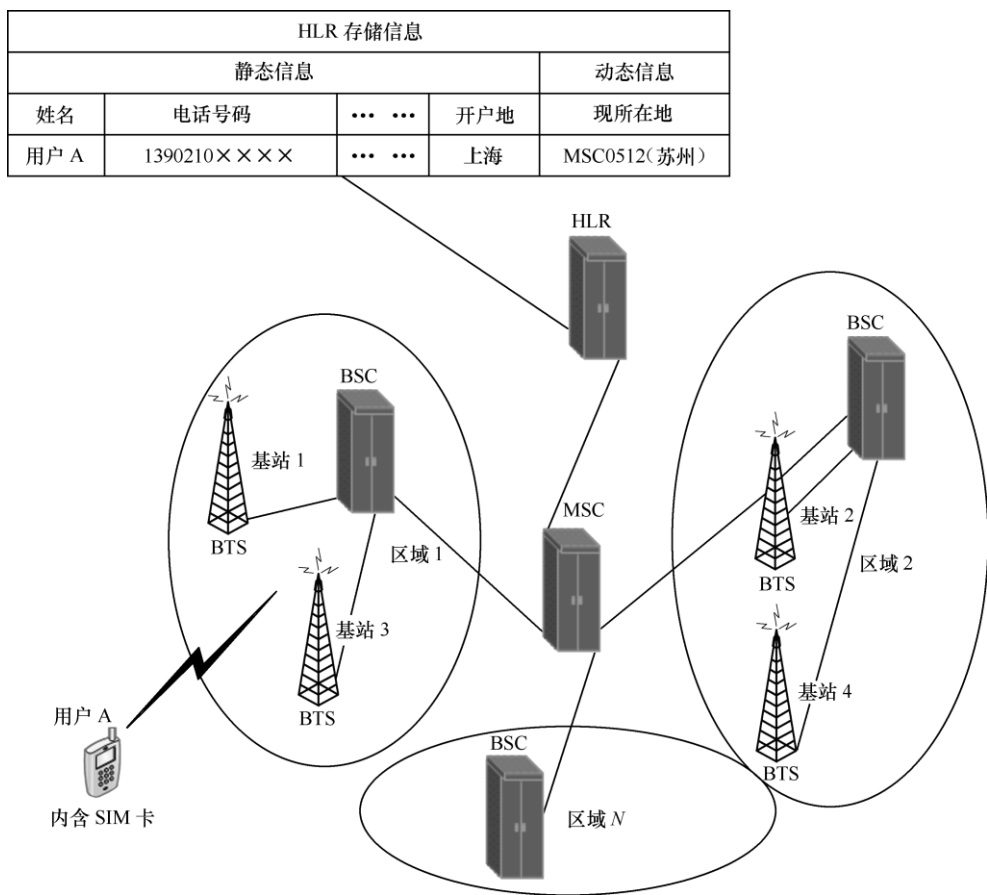 HLR 存储信息
静态信息 动态信息
姓名 电话号码 … … 开户地 现所在地
用户 A 1390210×××× … … 上海 MSC0512(苏州)
HLR
BSC
BSC
基站 1
基站 2
BTS
MSC
区域 1
区域 2
BTS
基站 3
基站 4
BTS
用户 A
BSC
BTS
内含 SIM 卡
区域 N